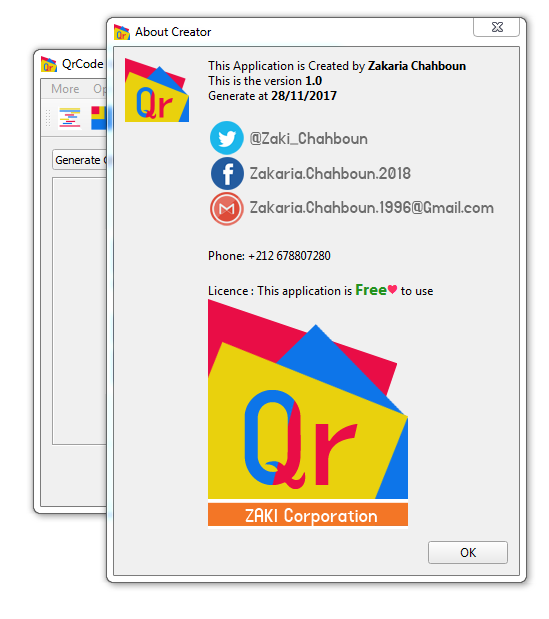 About Creator
QrCode
More
Qr
This Application is Created by Zakaria Chahboun
This is the version 1.0
Generate at 28/11/2017
@Zaki_Chahboun
Zakaria.Chahboun.2018
Zakaria.Chahboun.1996@Gmail.com
Generate
Phone: +212 678807280
Licence : This application is Free to use
Qr
ZAKI Corporation
OK